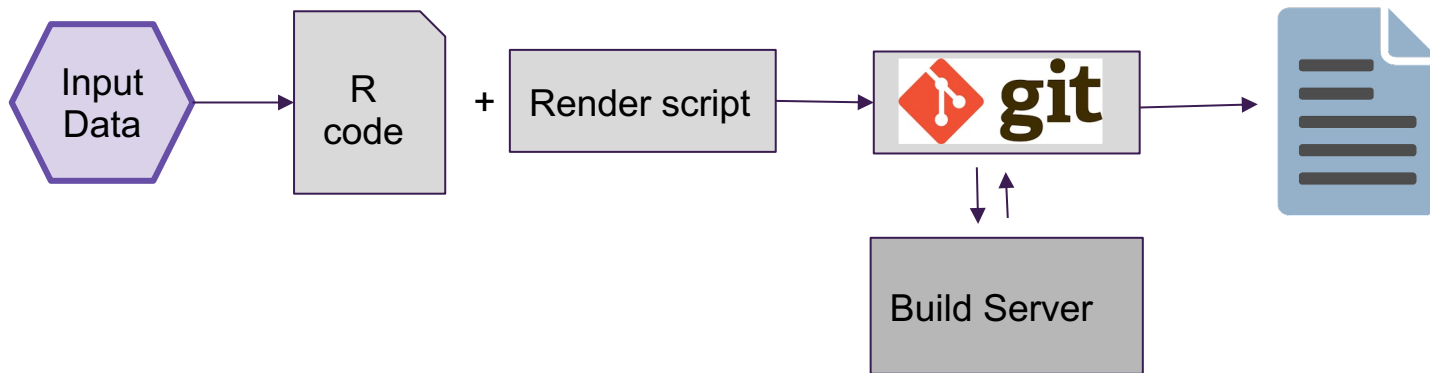 Input
Data
R
code
+
Render script
git
Build Server